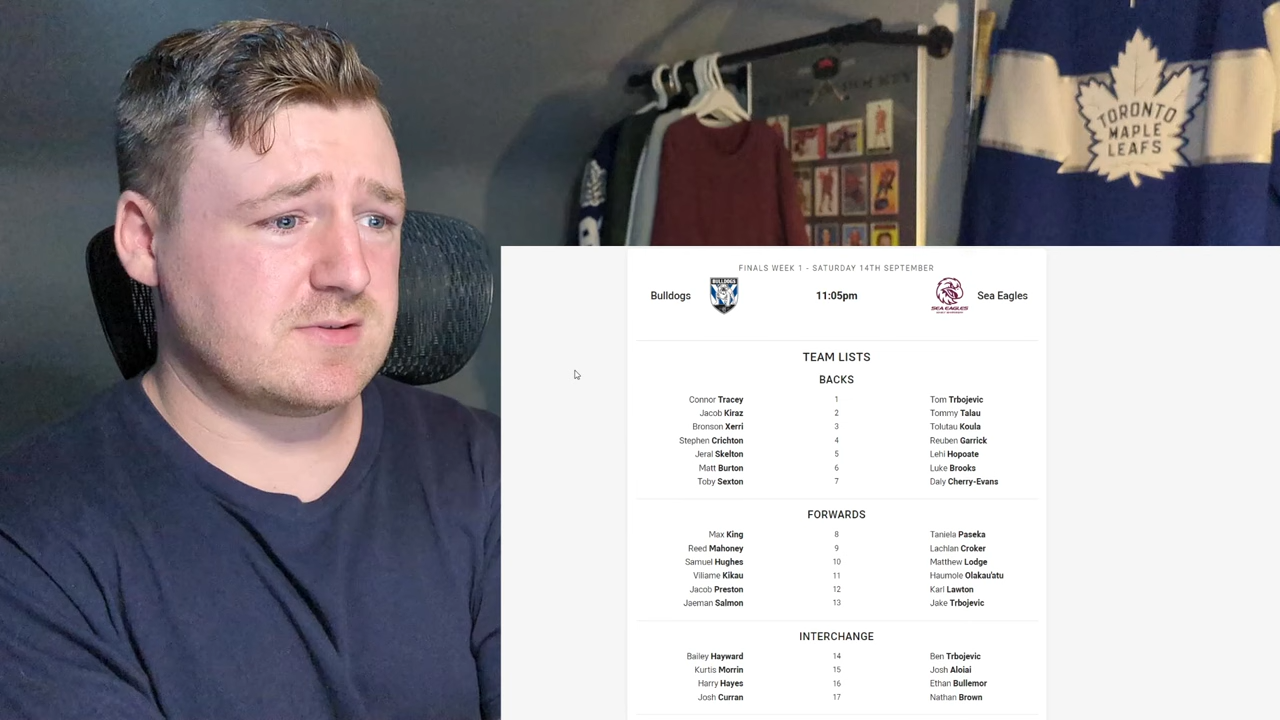 TORONTO
MAPLE
LEAFS
FINALS WEEK 1 - SATURDAY 14TH SEPTEMBER
Bulldogs BULLDOGS 11:05pm SEA EAGLES Sea Eagles
TEAM LISTS
BACKS
Connor Tracey 1 Tom Trbojevic
Jacob Kiraz 2 Tommy Talau
Bronson Xerri 3 Tolutau Koula
Stephen Crichton 4 Reuben Garrick
Jeral Skelton 5 Lehi Hopoate
Matt Burton 6 Luke Brooks
Toby Sexton 7 Daly Cherry-Evans
FORWARDS
Max King 8 Taniela Paseka
Reed Mahoney 9 Lachlan Croker
Samuel Hughes 10 Matthew Lodge
Viliame Kikau 11 Haumole Olakau'atu
Jacob Preston 12 Karl Lawton
Jaeman Salmon 13 Jake Trbojevic
INTERCHANGE
Bailey Hayward 14 Ben Trbojevic
Kurtis Morrin 15 Josh Aloiai
Harry Hayes 16 Ethan Bullemor
Josh Curran 17 Nathan Brown